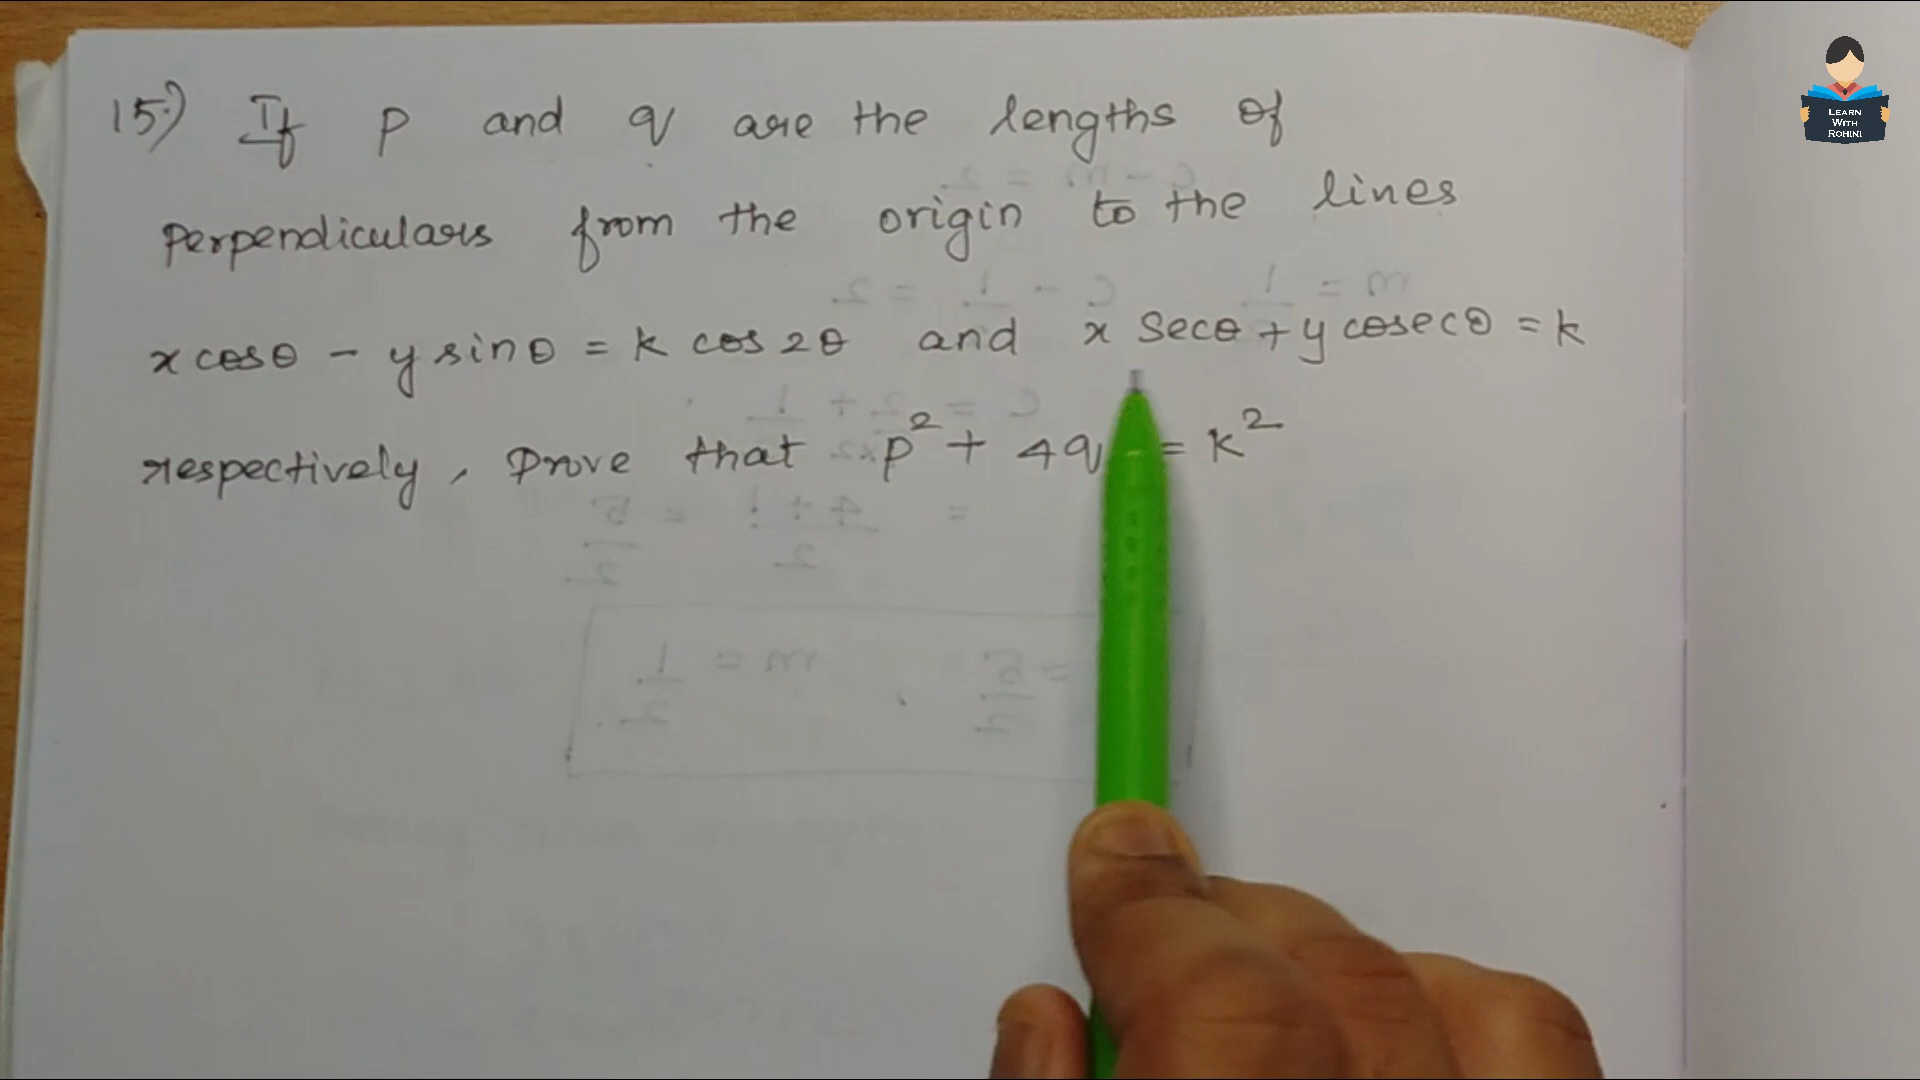 15.) If p and q are the lengths of
perpendiculars from the origin to the lines
x cosθ - y sinθ = k cos 2θ and x secθ + y cosecθ = k
respectively, Prove that p² + 4q = k²
LEARN
WITH
ROHINI